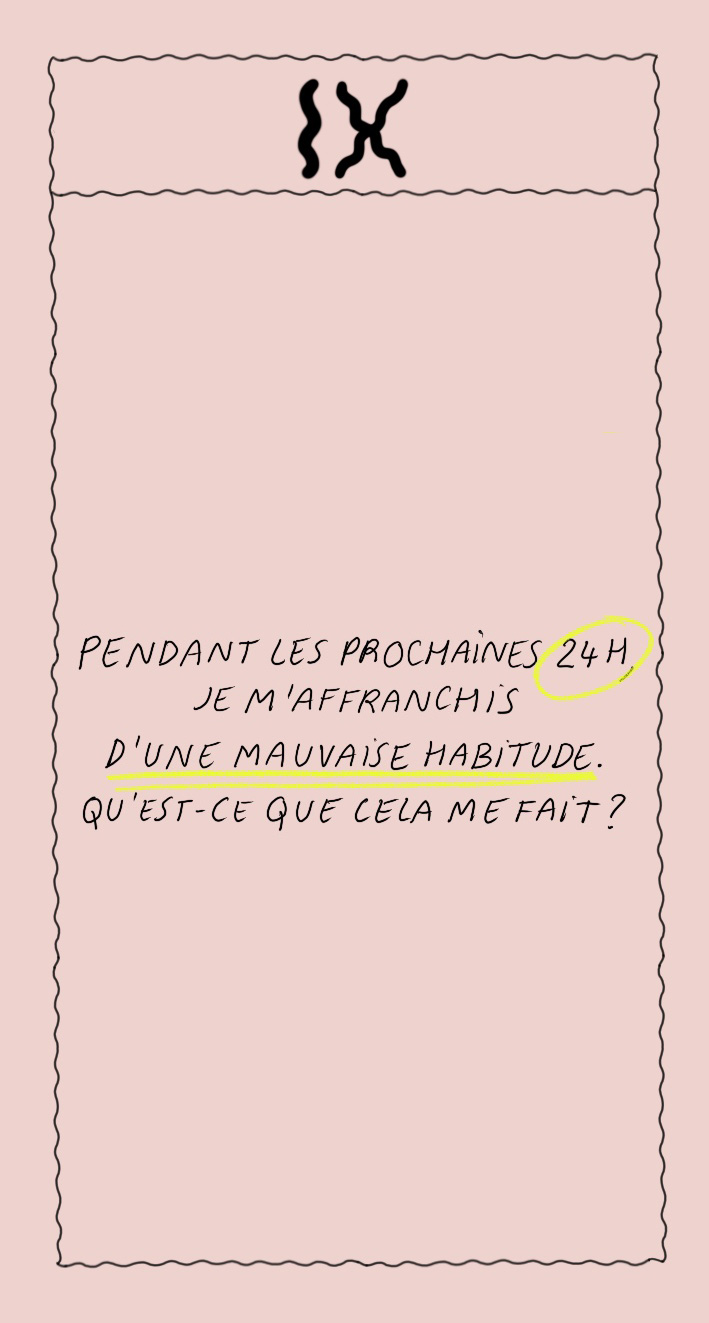 IX
PENDANT LES PROCHAINES 24H
JE M'AFFRANCHIS
D'UNE MAUVAISE HABITUDE.
QU'EST-CE QUE CELA ME FAIT?